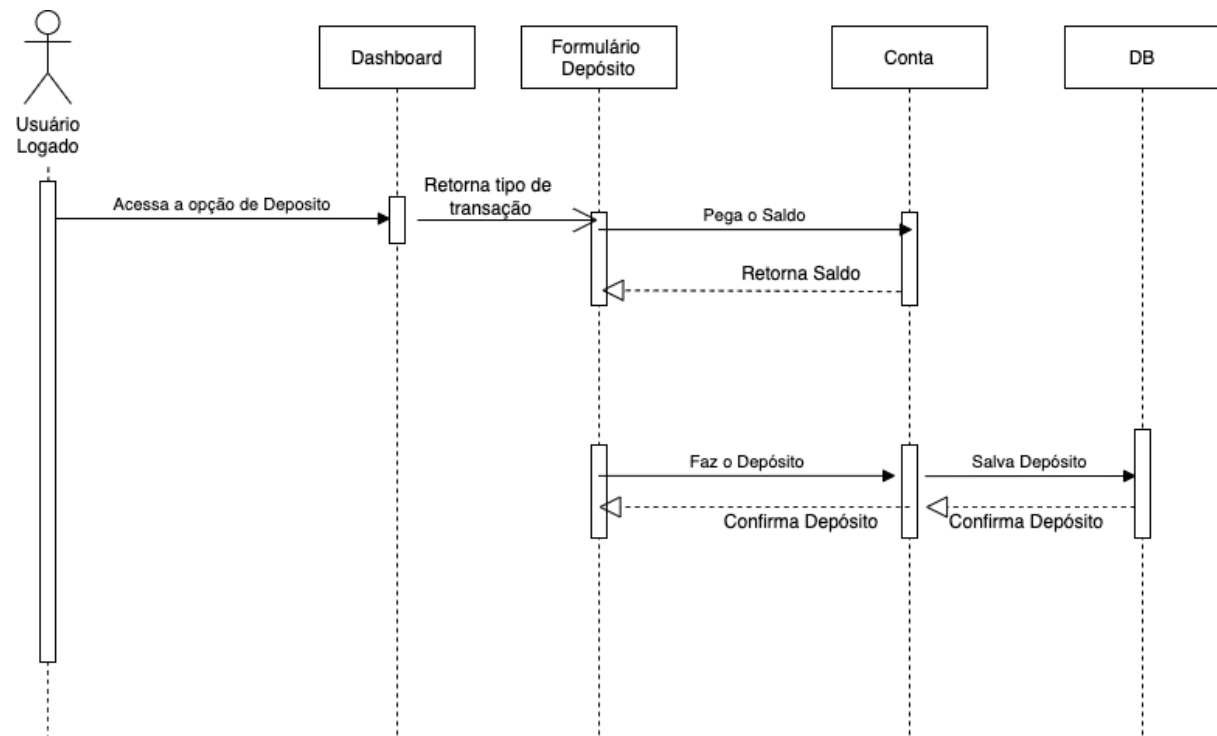 Usuário
Logado
Dashboard
Formulário
Depósito
Conta
DB
Acessa a opção de Deposito
Retorna tipo de
transação
Pega o Saldo
Retorna Saldo
Faz o Depósito
Salva Depósito
Confirma Depósito
Confirma Depósito